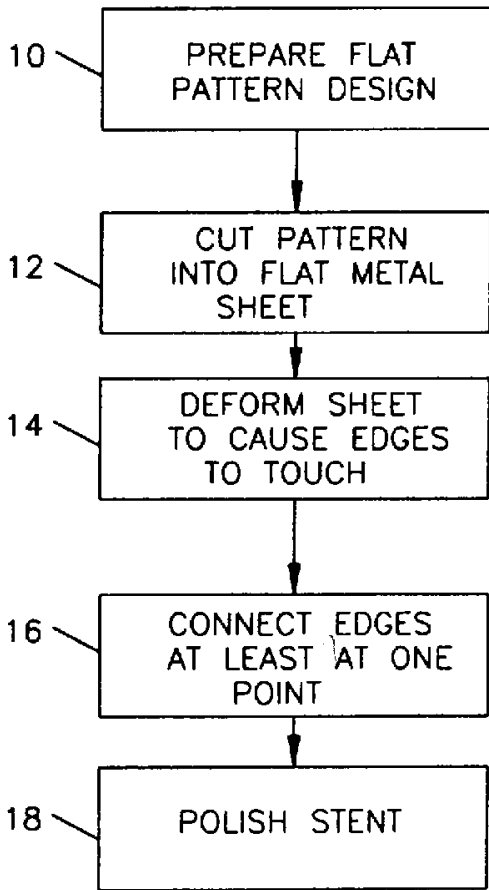 10
PREPARE FLAT
PATTERN DESIGN
12
CUT PATTERN
INTO FLAT METAL
SHEET
14
DEFORM SHEET
TO CAUSE EDGES
TO TOUCH
16
CONNECT EDGES
AT LEAST AT ONE
POINT
18
POLISH STENT